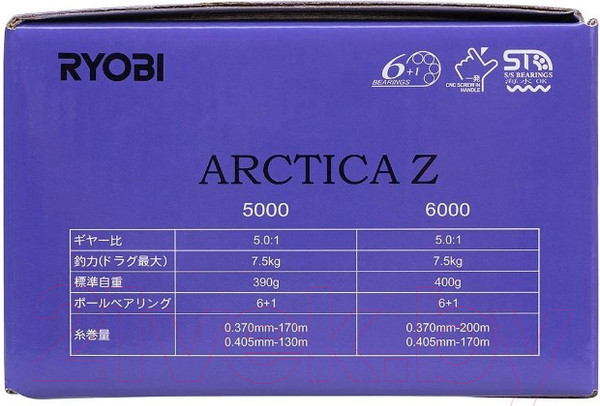 RYOBI
6+1
BEARINGS
一発
CNC SCREW IN
HANDLE
S/S BEARINGS
海水OK
ARCTICA Z
5000 6000
ギヤー比 5.0:1 5.0:1
釣力(ドラグ最大) 7.5kg 7.5kg
標準自重 390g 400g
ボールベアリング 6+1 6+1
糸巻量 0.370mm-170m 0.370mm-200m
0.405mm-130m 0.405mm-170m